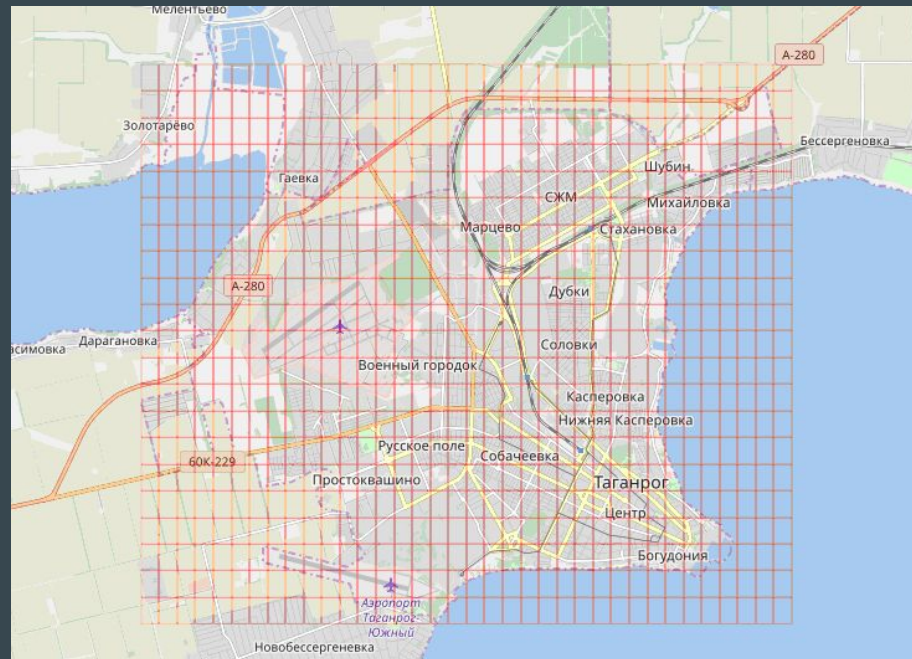 Мелентьево
А-280
Золотарёво
Бессергеновка
Шубин
Гаевка
СЖМ
Михайловка
Марцево
Стахановка
А-280
Дубки
Дарагановка
асимовка
Соловки
Военный городок
Касперовка
Нижняя Касперовка
Русское поле
Собачеевка
60К-229
Простоквашино
Таганрог
Центр
Богудония
Аэропорт
Таганрог-
Южный
Новобессергеневка